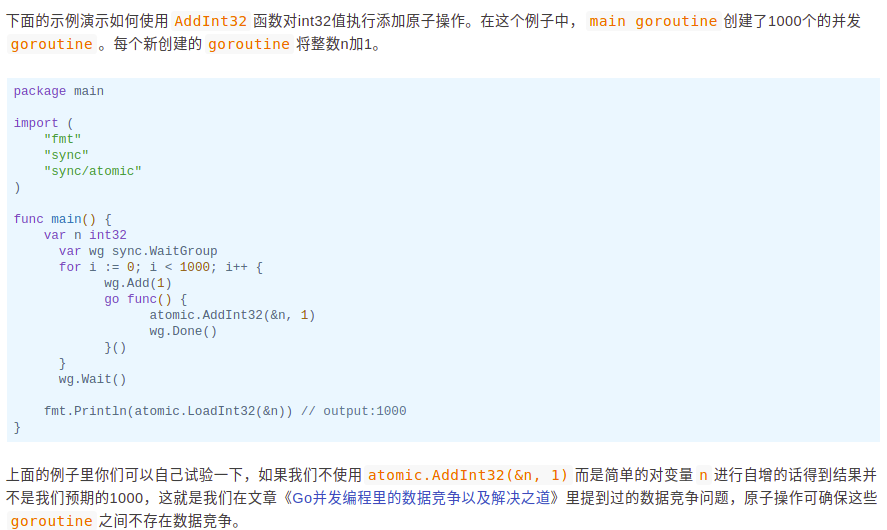 下面的示例演示如何使用 AddInt32 函数对int32值执行添加原子操作。在这个例子中， main goroutine 创建了1000个的并发
goroutine 。每个新创建的 goroutine 将整数n加1。
package main
import (
"fmt"
"sync"
"sync/atomic"
)
func main() {
var n int32
var wg sync.WaitGroup
for i := 0; i < 1000; i++ {
wg.Add(1)
go func() {
atomic.AddInt32(&n, 1)
wg.Done()
}()
}
wg.Wait()
fmt.Println(atomic.LoadInt32(&n)) // output:1000
}
上面的例子里你们可以自己试验一下，如果我们不使用 atomic.AddInt32(&n, 1) 而是简单的对变量 n 进行自增的话得到结果并
不是我们预期的1000，这就是我们在文章《Go并发编程里的数据竞争以及解决之道》里提到过的数据竞争问题，原子操作可确保这些
goroutine 之间不存在数据竞争。